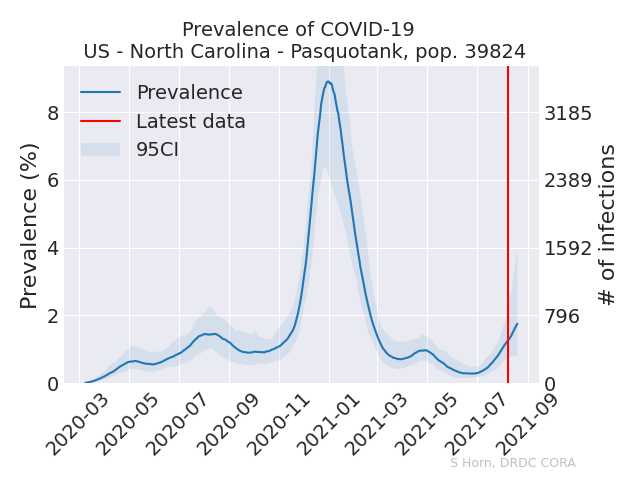 Prevalence of COVID-19
US - North Carolina - Pasquotank, pop. 39824
Prevalence
Latest data
95CI
Prevalence (%)
8
6
4
2
0
3185
2389
1592
796
0
# of infections
2020-03
2020-05
2020-07
2020-09
2020-11
2021-01
2021-03
2021-05
2021-07
2021-09
S Horn, DRDC CORA